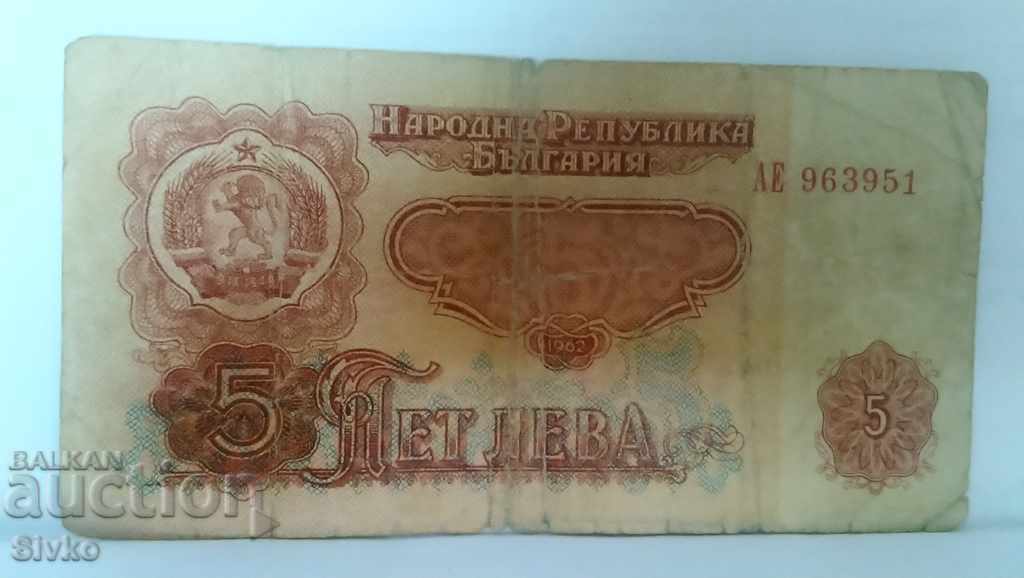 НАРОДНА РЕПУБЛИКА
БЪЛГАРИЯ
АЕ 963951
1962
5 ПЕТ ЛЕВА 5
BALKAN
auction
Sivko